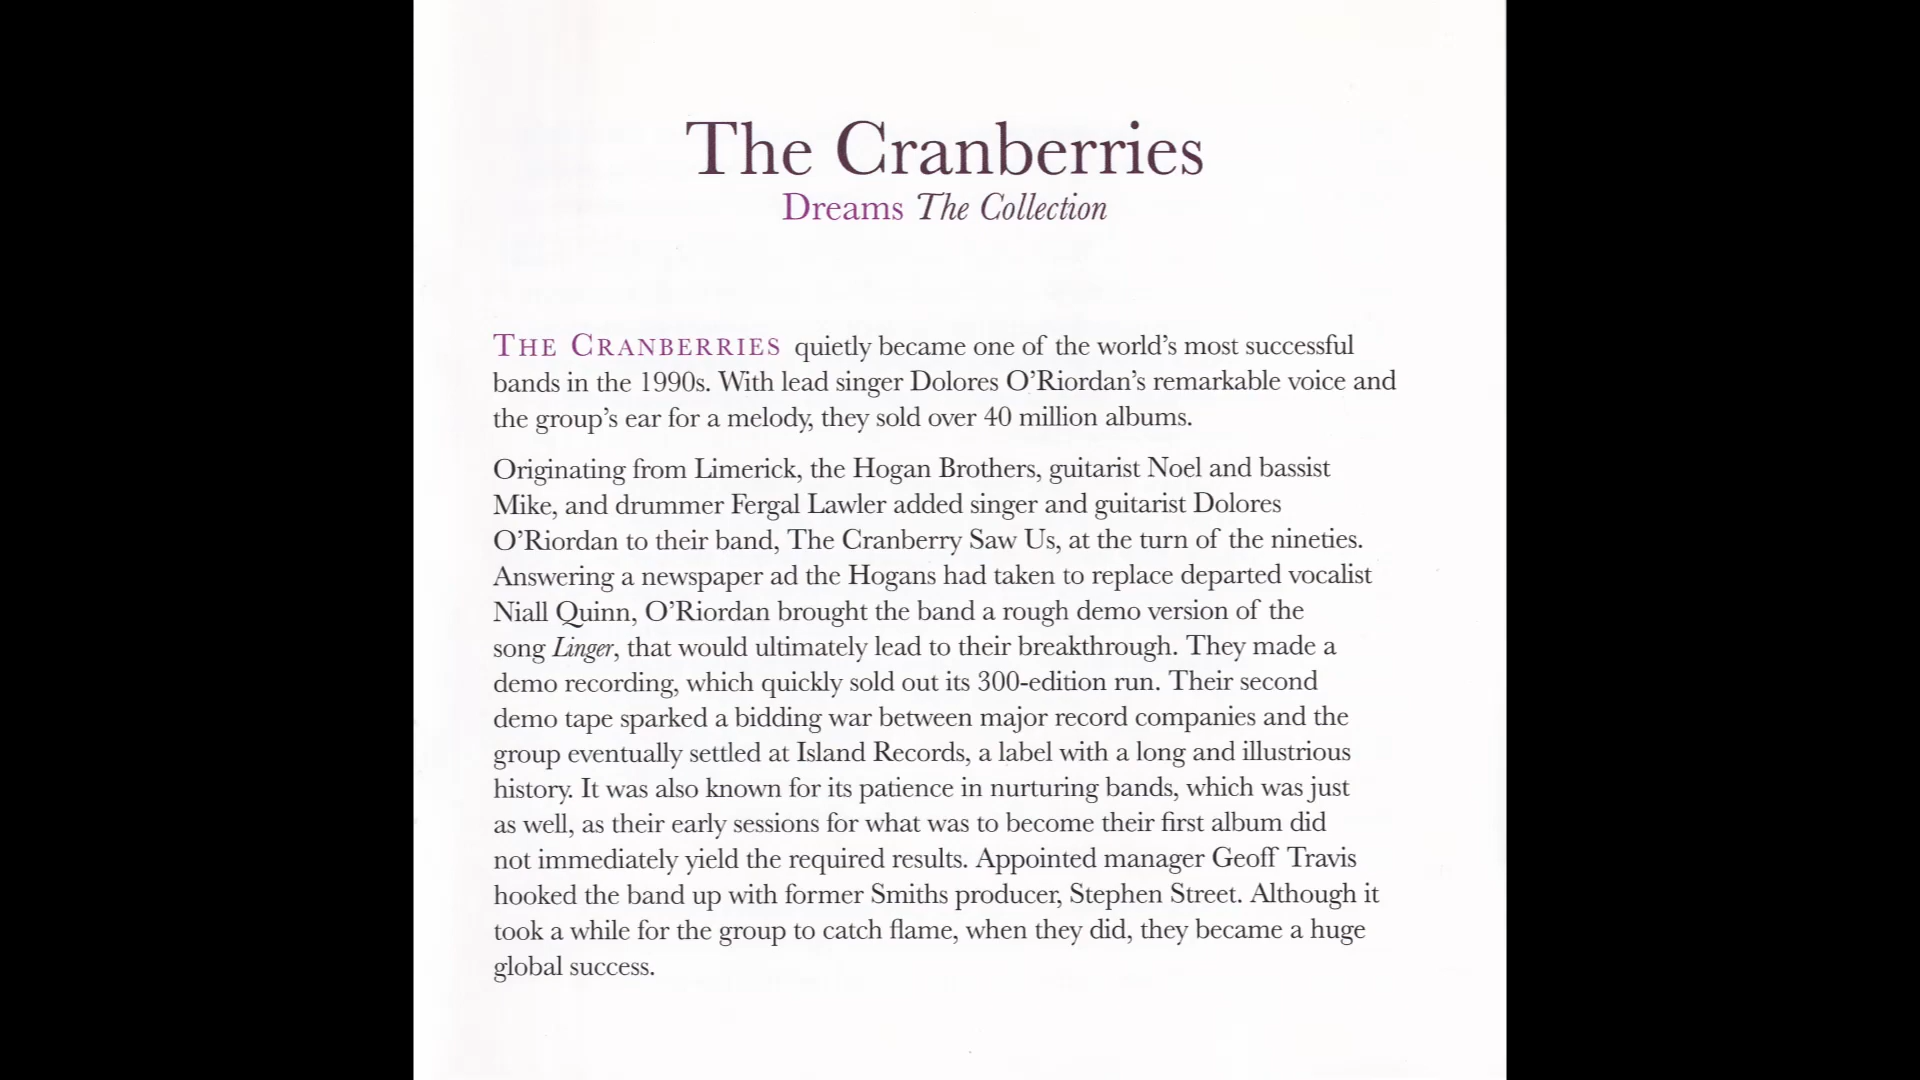 The Cranberries
Dreams The Collection
THE CRANBERRIES quietly became one of the world's most successful
bands in the 1990s. With lead singer Dolores O'Riordan's remarkable voice and
the group's ear for a melody, they sold over 40 million albums.
Originating from Limerick, the Hogan Brothers, guitarist Noel and bassist
Mike, and drummer Fergal Lawler added singer and guitarist Dolores
O'Riordan to their band, The Cranberry Saw Us, at the turn of the nineties.
Answering a newspaper ad the Hogans had taken to replace departed vocalist
Niall Quinn, O'Riordan brought the band a rough demo version of the
song Linger, that would ultimately lead to their breakthrough. They made a
demo recording, which quickly sold out its 300-edition run. Their second
demo tape sparked a bidding war between major record companies and the
group eventually settled at Island Records, a label with a long and illustrious
history. It was also known for its patience in nurturing bands, which was just
as well, as their early sessions for what was to become their first album did
not immediately yield the required results. Appointed manager Geoff Travis
hooked the band up with former Smiths producer, Stephen Street. Although it
took a while for the group to catch flame, when they did, they became a huge
global success.